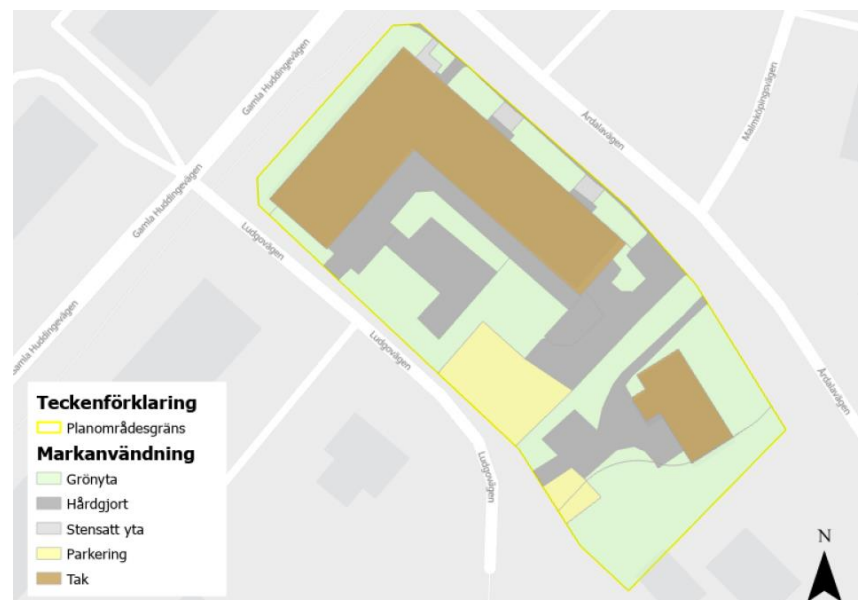 Gamla Huddingevägen
Årdalavägen
Malmköpingsvägen
Gamla Huddingevägen
Ludgovägen
Gamla Huddingevägen
Ludgovägen
Årdalavägen
Ludgovägen
Teckenförklaring
Planområdesgräns
Markanvändning
Grönyta
Hårdgjort
Stensatt yta
Parkering
Tak
N